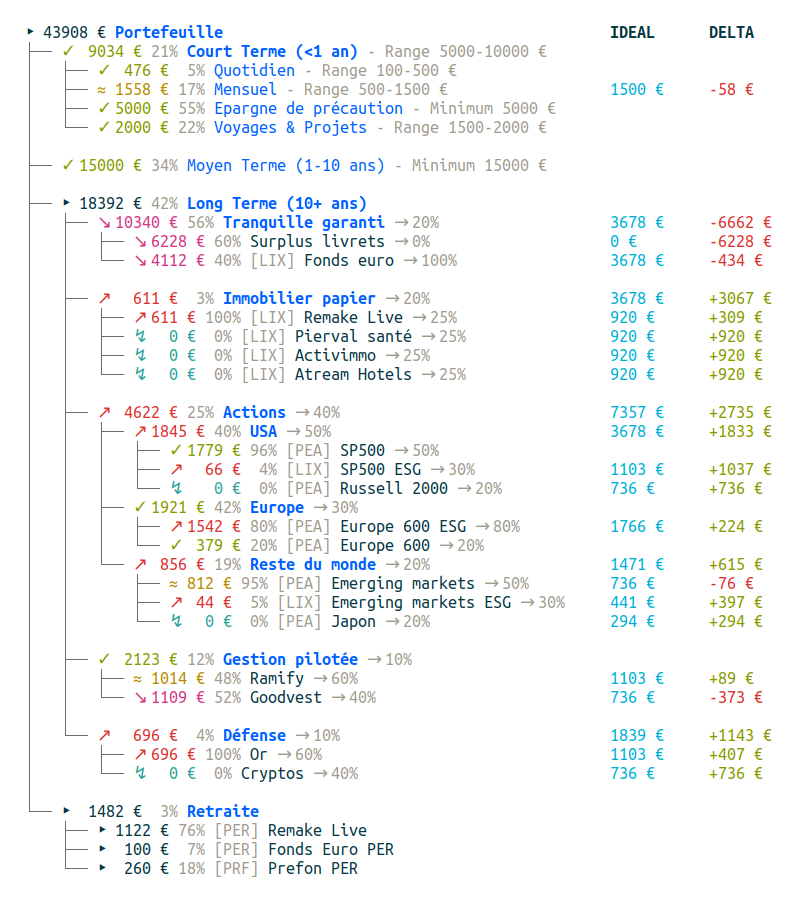 ▸ 43908 € Portefeuille IDEAL DELTA
✓ 9034 € 21% Court Terme (<1 an) - Range 5000-10000 €
✓ 476 € 5% Quotidien - Range 100-500 €
≈ 1558 € 17% Mensuel - Range 500-1500 € 1500 € -58 €
✓ 5000 € 55% Epargne de précaution - Minimum 5000 €
✓ 2000 € 22% Voyages & Projets - Range 1500-2000 €
✓ 15000 € 34% Moyen Terme (1-10 ans) - Minimum 15000 €
▸ 18392 € 42% Long Terme (10+ ans)
↘ 10340 € 56% Tranquille garanti → 20% 3678 € -6662 €
↘ 6228 € 60% Surplus livrets → 0% 0 € -6228 €
↘ 4112 € 40% [LIX] Fonds euro → 100% 3678 € -434 €
↗ 611 € 3% Immobilier papier → 20% 3678 € +3067 €
↗ 611 € 100% [LIX] Remake Live → 25% 920 € +309 €
↯ 0 € 0% [LIX] Pierval santé → 25% 920 € +920 €
↯ 0 € 0% [LIX] Activimmo → 25% 920 € +920 €
↯ 0 € 0% [LIX] Atream Hotels → 25% 920 € +920 €
↗ 4622 € 25% Actions → 40% 7357 € +2735 €
↗ 1845 € 40% USA → 50% 3678 € +1833 €
✓ 1779 € 96% [PEA] SP500 → 50%
↗ 66 € 4% [LIX] SP500 ESG → 30% 1103 € +1037 €
↯ 0 € 0% [PEA] Russell 2000 → 20% 736 € +736 €
✓ 1921 € 42% Europe → 30%
↗ 1542 € 80% [PEA] Europe 600 ESG → 80% 1766 € +224 €
✓ 379 € 20% [PEA] Europe 600 → 20%
↗ 856 € 19% Reste du monde → 20% 1471 € +615 €
≈ 812 € 95% [PEA] Emerging markets → 50% 736 € -76 €
↗ 44 € 5% [LIX] Emerging markets ESG → 30% 441 € +397 €
↯ 0 € 0% [PEA] Japon → 20% 294 € +294 €
✓ 2123 € 12% Gestion pilotée → 10%
≈ 1014 € 48% Ramify → 60% 1103 € +89 €
↘ 1109 € 52% Goodvest → 40% 736 € -373 €
↗ 696 € 4% Défense → 10% 1839 € +1143 €
↗ 696 € 100% Or → 60% 1103 € +407 €
↯ 0 € 0% Cryptos → 40% 736 € +736 €
▸ 1482 € 3% Retraite
▸ 1122 € 76% [PER] Remake Live
▸ 100 € 7% [PER] Fonds Euro PER
▸ 260 € 18% [PRF] Prefon PER